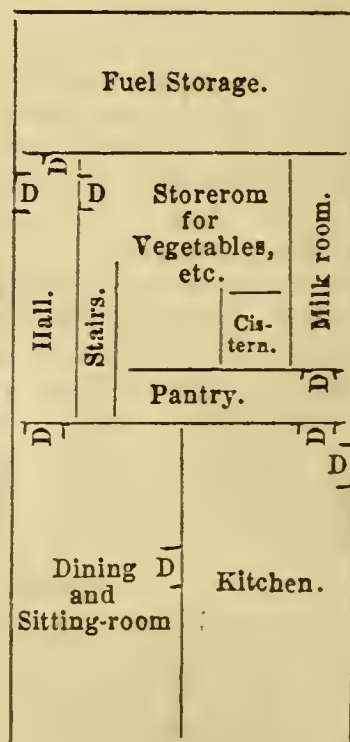 Fuel Storage.
D
D
D
Storerom
for
Vegetables,
etc.
Milk room.
Hall.
Stairs.
Cis-
tern.
D
Pantry.
D
D
D
Dining
and
Sitting-room
D
Kitchen.